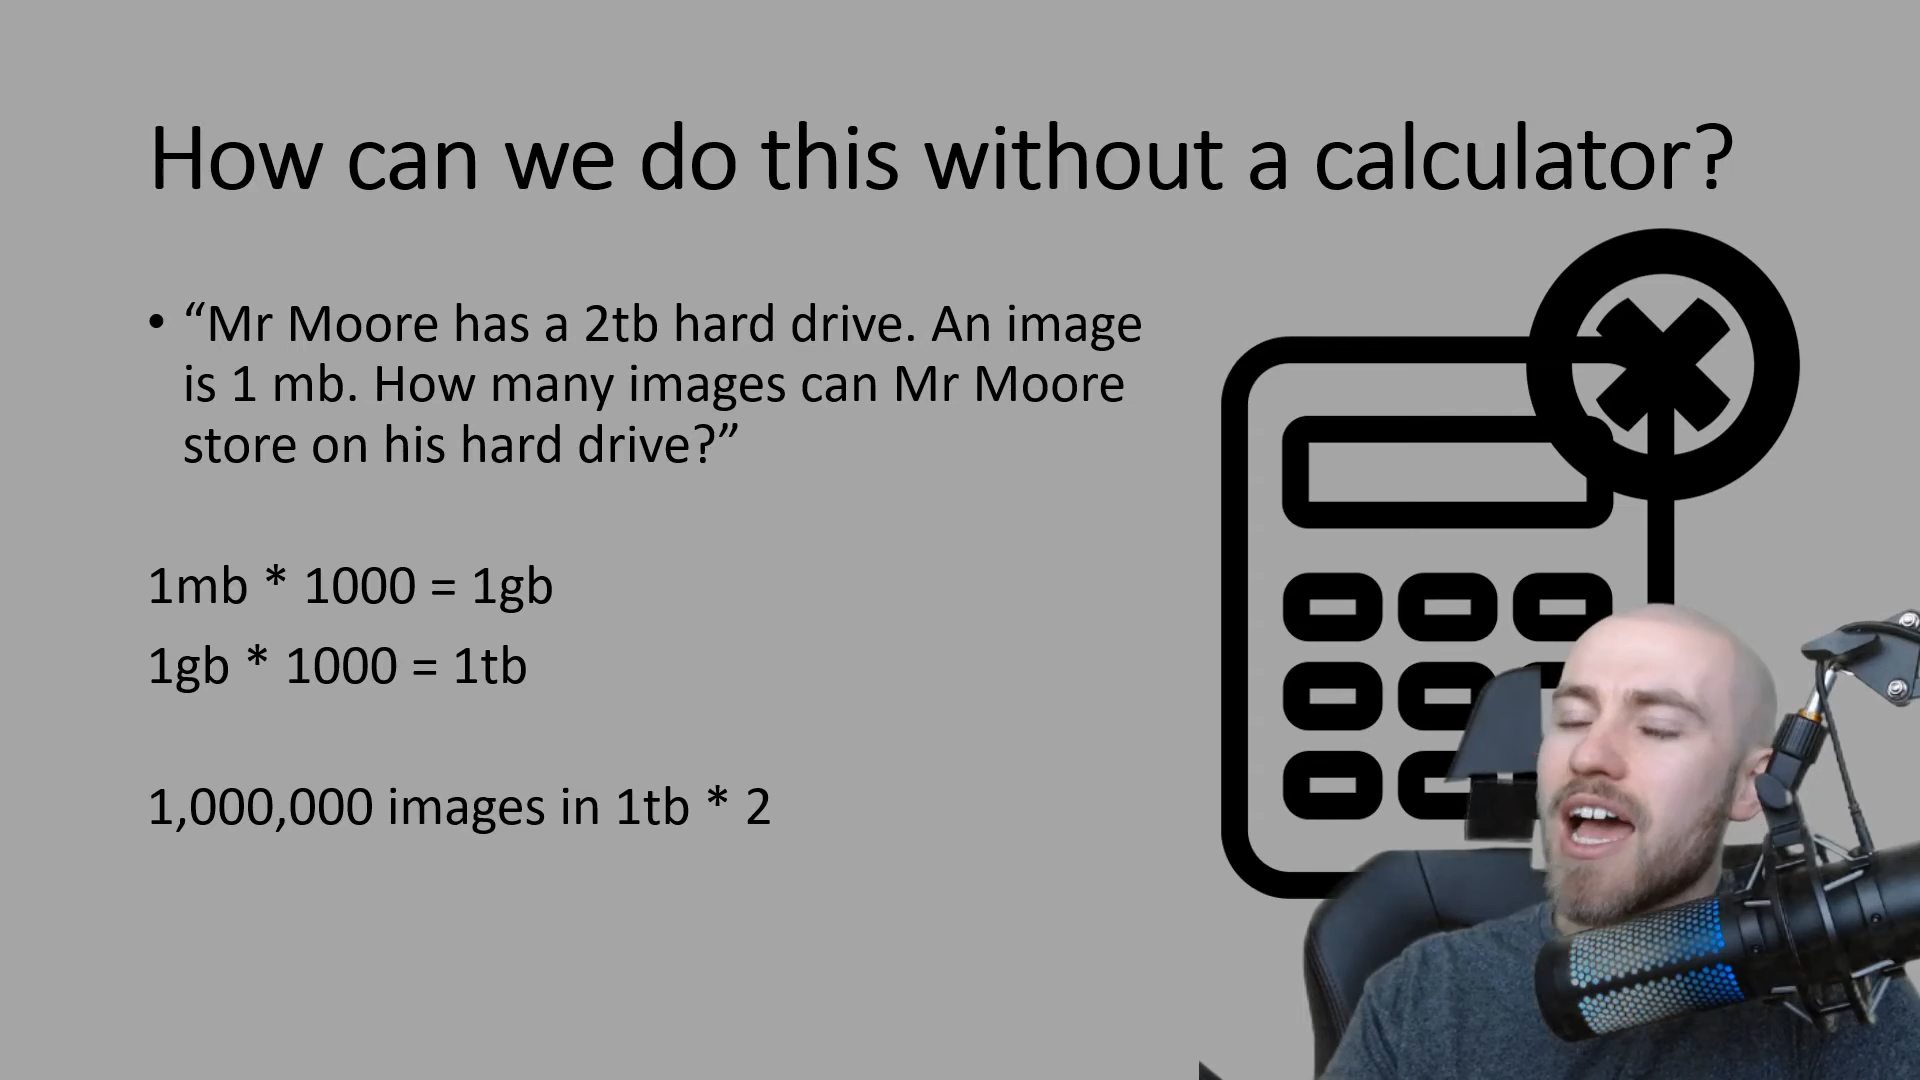 How can we do this without a calculator?
• “Mr Moore has a 2tb hard drive. An image
is 1 mb. How many images can Mr Moore
store on his hard drive?”
1mb * 1000 = 1gb
1gb * 1000 = 1tb
1,000,000 images in 1tb * 2